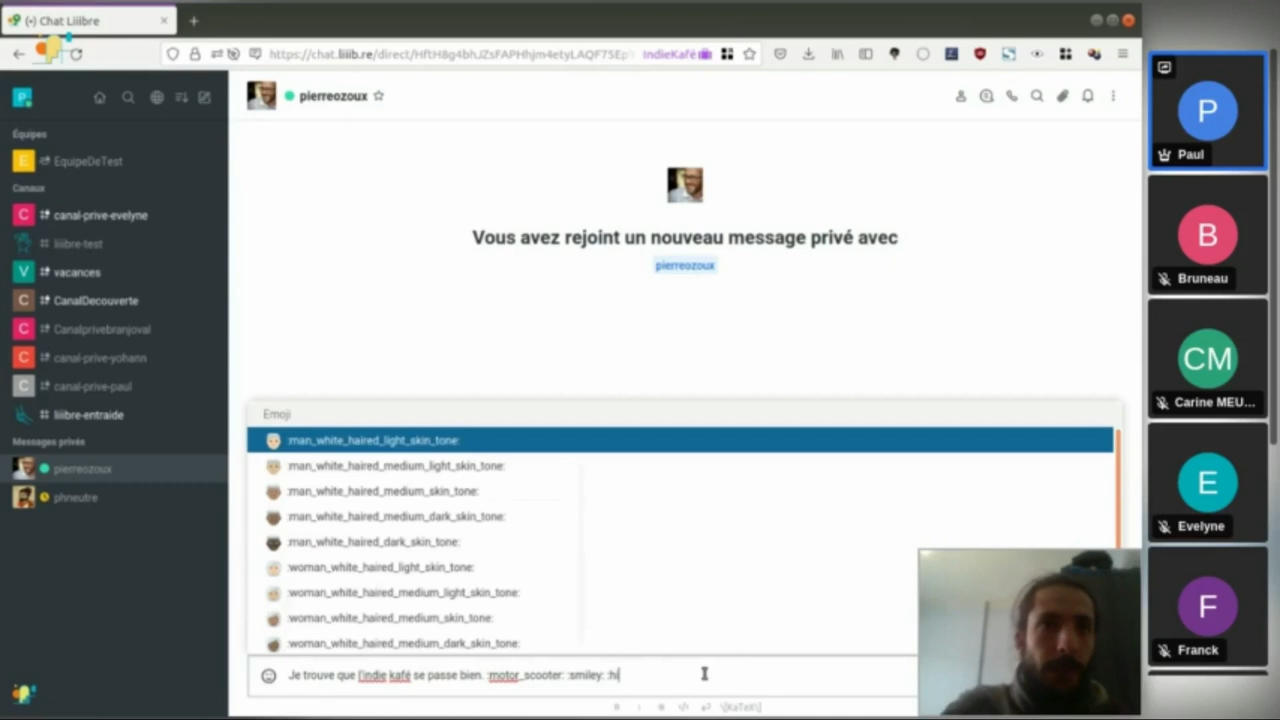 (•) Chat Liiibre
https://chat.liiib.re/direct/HftH8g4bhJZsFAPHhjm4etyLAQF75Ep
IndieKafé
pierreozoux
Équipes
E EquipeDeTest
Canaux
C canal-prive-evelyne
liiibre-test
V vacances
C CanalDecouverte
C Canalprivebranjoval
C canal-prive-yohann
C canal-prive-paul
liiibre-entraide
Messages privés
pierreozoux
phneutre
Vous avez rejoint un nouveau message privé avec
pierreozoux
Emoji
:man_white_haired_light_skin_tone:
:man_white_haired_medium_light_skin_tone:
:man_white_haired_medium_skin_tone:
:man_white_haired_medium_dark_skin_tone:
:man_white_haired_dark_skin_tone:
:woman_white_haired_light_skin_tone:
:woman_white_haired_medium_light_skin_tone:
:woman_white_haired_medium_skin_tone:
:woman_white_haired_medium_dark_skin_tone:
Je trouve que l'indie kafé se passe bien. :motor_scooter: :smiley: :hi
\[KaTeX\]
P
Paul
B
Bruneau
CM
Carine MEU...
E
Evelyne
F
Franck